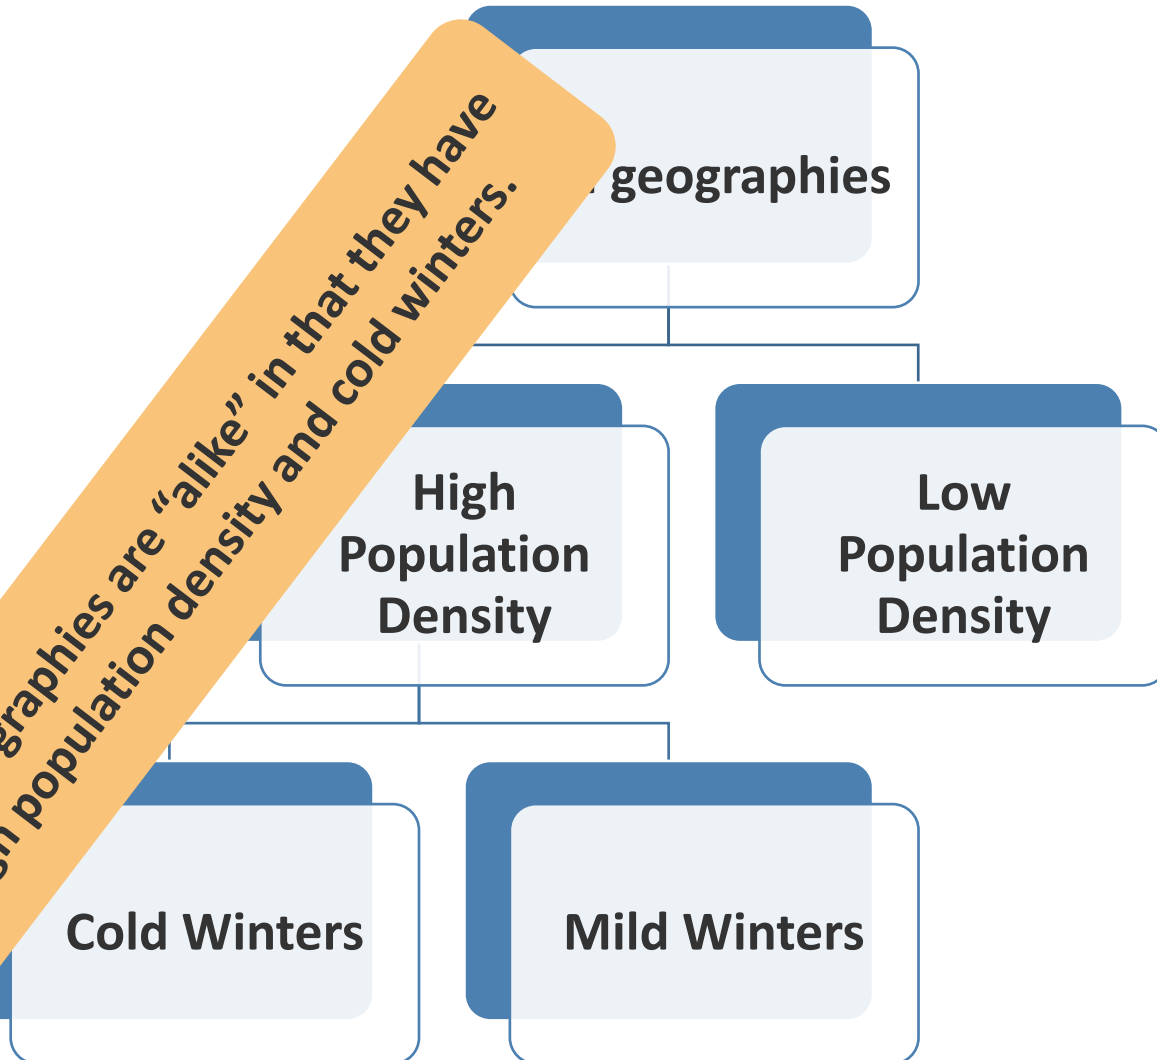 geographies
graphies are “alike” in that they have
population density and cold winters.
High
Population
Density
Low
Population
Density
Cold Winters
Mild Winters